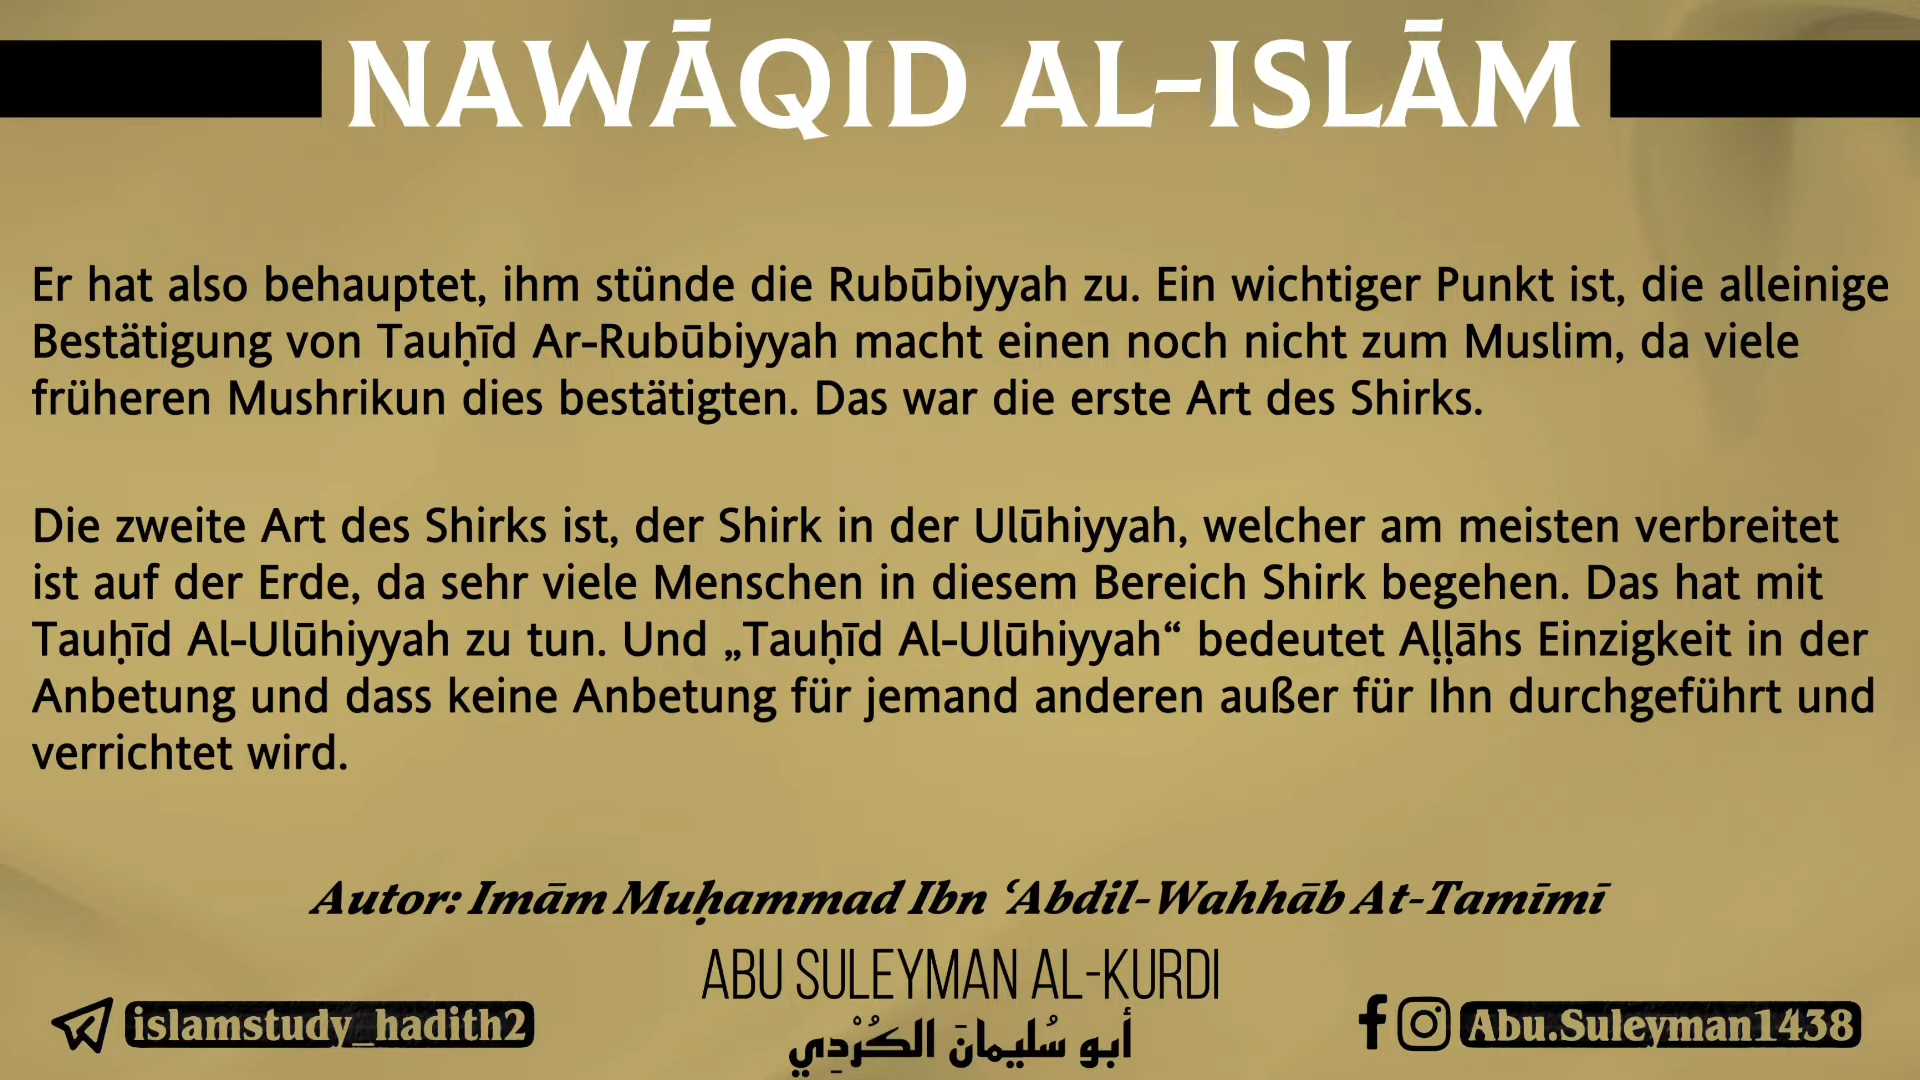 NAWĀQID AL-ISLĀM
Er hat also behauptet, ihm stünde die Rubūbiyyah zu. Ein wichtiger Punkt ist, die alleinige
Bestätigung von Tauḥīd Ar-Rubūbiyyah macht einen noch nicht zum Muslim, da viele
früheren Mushrikun dies bestätigten. Das war die erste Art des Shirks.
Die zweite Art des Shirks ist, der Shirk in der Ulūhiyyah, welcher am meisten verbreitet
ist auf der Erde, da sehr viele Menschen in diesem Bereich Shirk begehen. Das hat mit
Tauḥīd Al-Ulūhiyyah zu tun. Und „Tauḥīd Al-Ulūhiyyah“ bedeutet Aḷḷāhs Einzigkeit in der
Anbetung und dass keine Anbetung für jemand anderen außer für Ihn durchgeführt und
verrichtet wird.
Autor: Imām Muḥammad Ibn ‘Abdil-Wahhāb At-Tamīmī
ABU SULEYMAN AL-KURDI
أبو سُليمانَ الكُرْدِي
islamstudy_hadith2
Abu.Suleyman1438